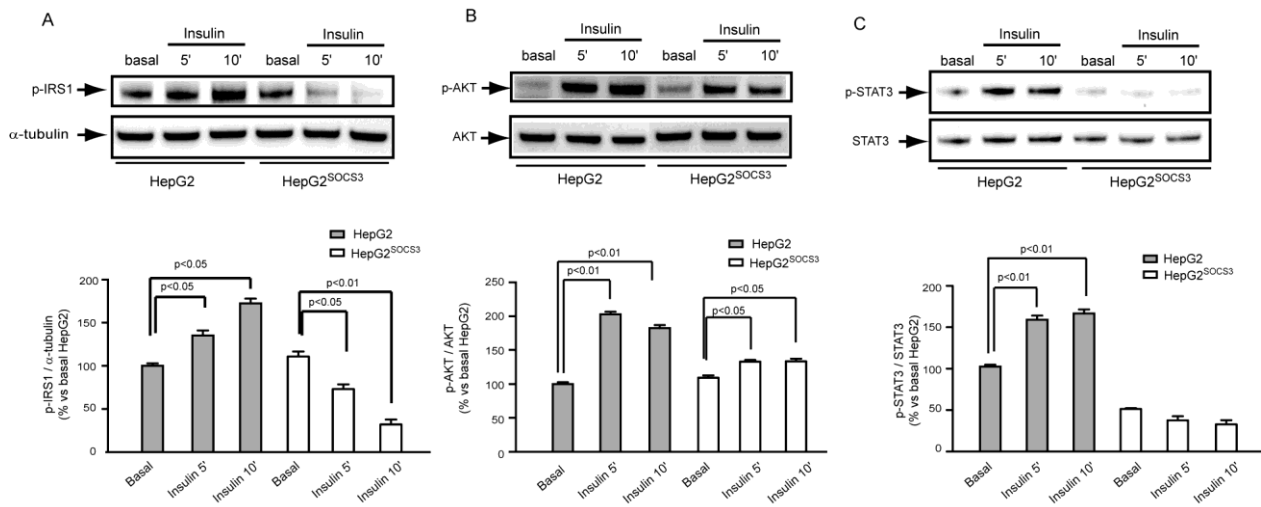 A
Insulin
basal 5' 10' basal 5' 10'
p-IRS1
α-tubulin
HepG2 HepG2SOCS3
HepG2
HepG2SOCS3
p<0.05
p<0.05
p<0.01
p<0.05
200
150
100
50
0
p-IRS1 / α-tubulin
(% vs basal HepG2)
Basal Insulin 5' Insulin 10' Basal Insulin 5' Insulin 10'
B
Insulin Insulin
basal 5' 10' basal 5' 10'
p-AKT
AKT
HepG2 HepG2SOCS3
HepG2
HepG2SOCS3
p<0.01
p<0.01
p<0.05
p<0.05
200
150
100
50
0
p-AKT / AKT
(% vs basal HepG2)
Basal Insulin 5' Insulin 10' Basal Insulin 5' Insulin 10'
C
Insulin Insulin
basal 5' 10' basal 5' 10'
p-STAT3
STAT3
HepG2 HepG2SOCS3
HepG2
HepG2SOCS3
p<0.01
p<0.01
200
150
100
50
0
p-STAT3 / STAT3
(% vs basal HepG2)
Basal Insulin 5' Insulin 10' Basal Insulin 5' Insulin 10'